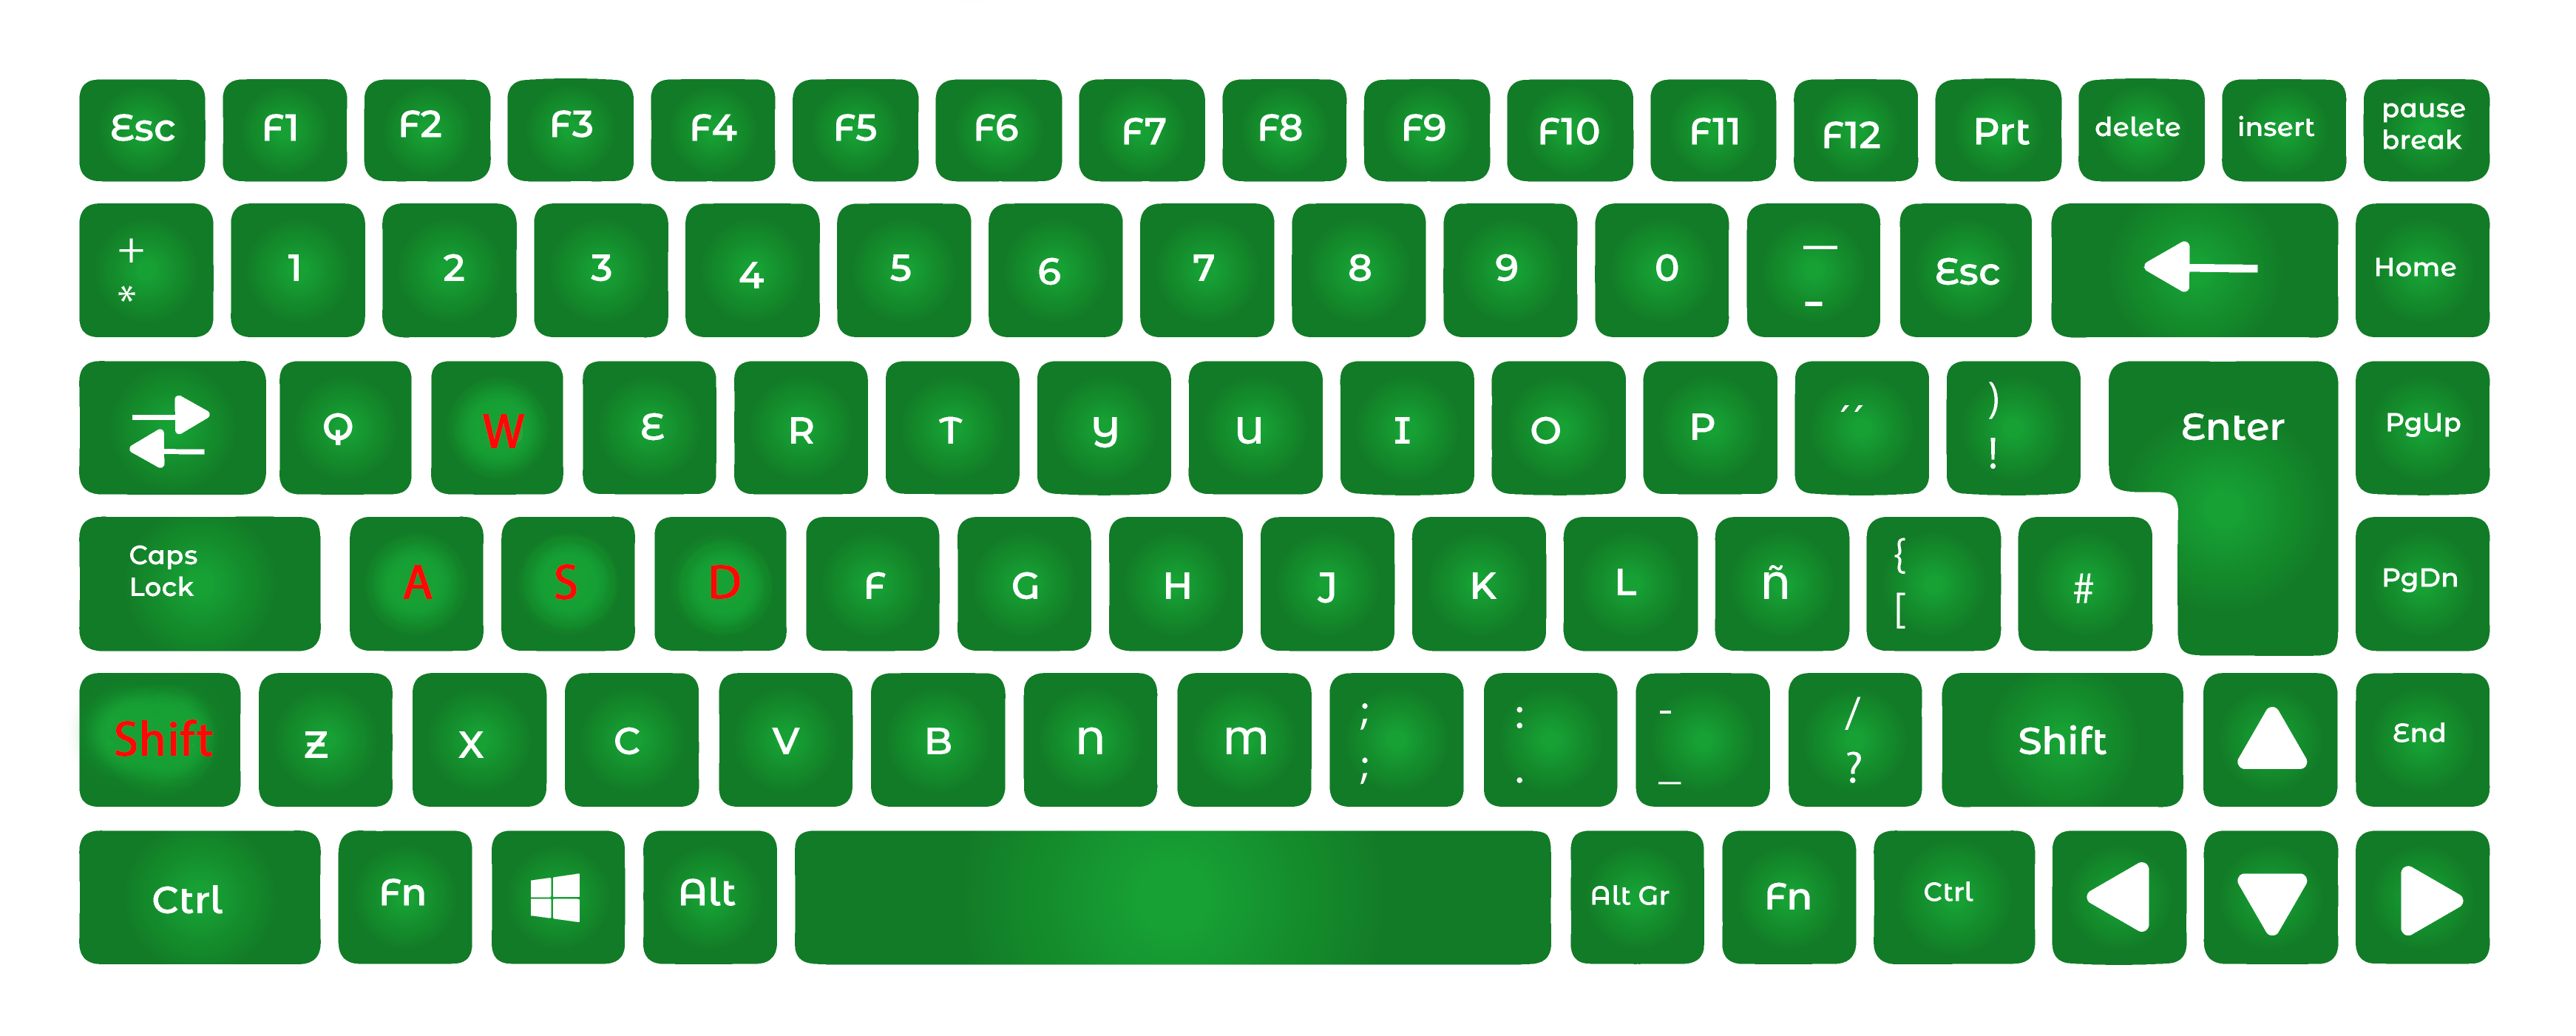 Esc F1 F2 F3 F4 F5 F6 F7 F8 F9 F10 F11 F12 Prt delete insert pause
break
+ 1 2 3 4 5 6 7 8 9 0 — Esc Home
* -
Q W E R T Y U I O P ´´ ) Enter PgUp
!
Caps A S D F G H J K L Ñ { # PgDn
Lock [
Shift Z X C V B n m ; : - / Shift End
; . _ ?
Ctrl Fn Alt Alt Gr Fn Ctrl